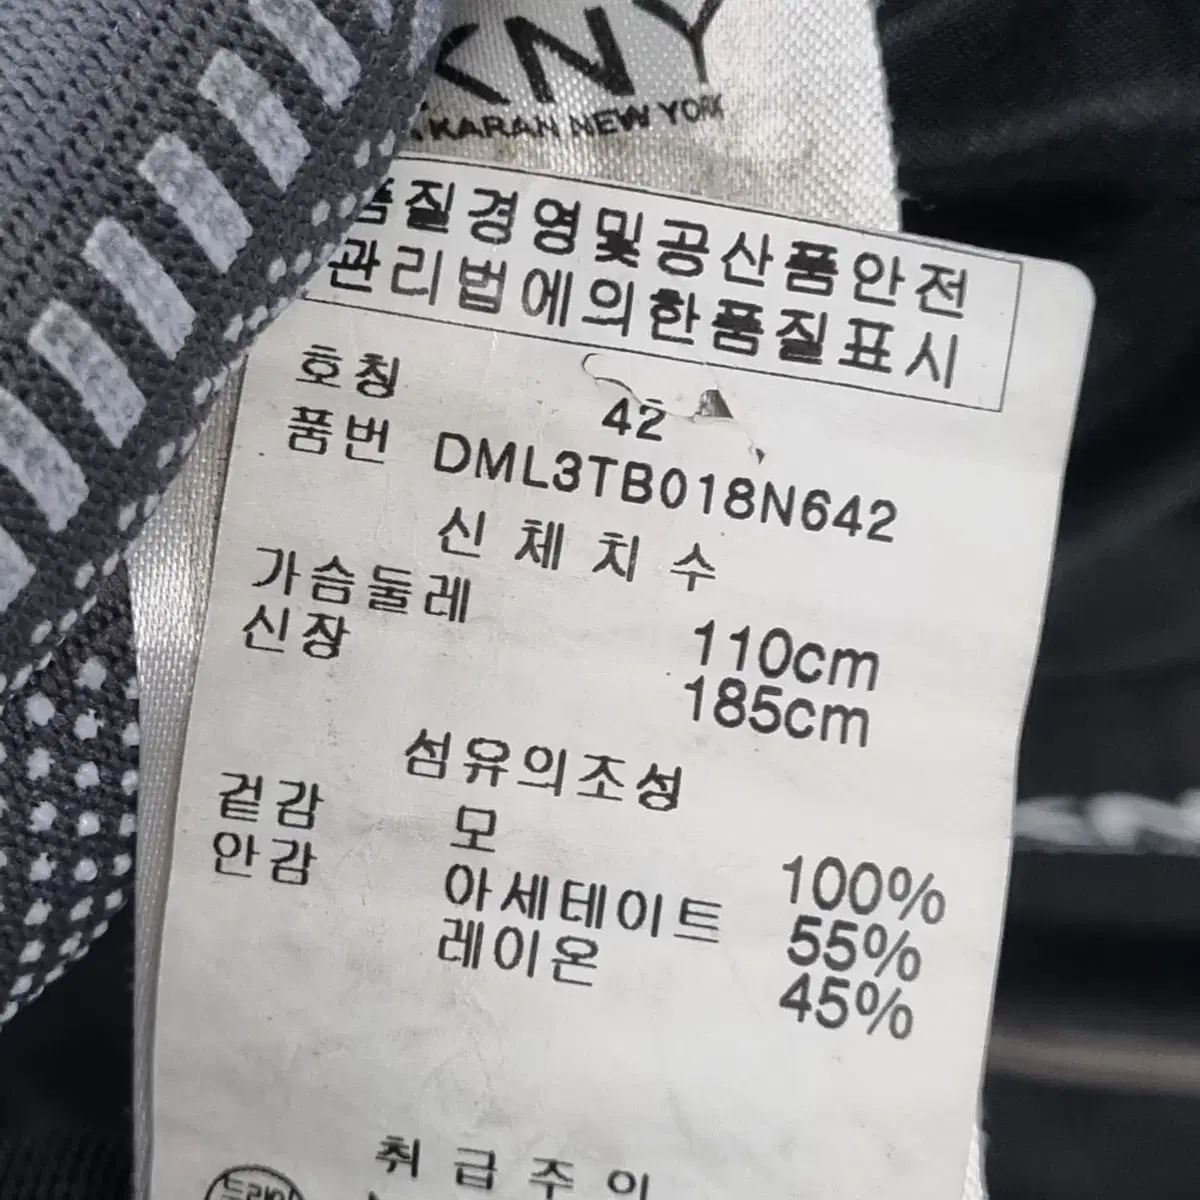 KNY
KARAN NEW YORK
품질경영및공산품안전
관리법에의한품질표시
호칭 42
품번 DML3TB018N642
신체치수
가슴둘레 110cm
신장 185cm
섬유의조성
겉감 모 100%
안감 아세테이트 55%
레이온 45%
취급주의
드라이